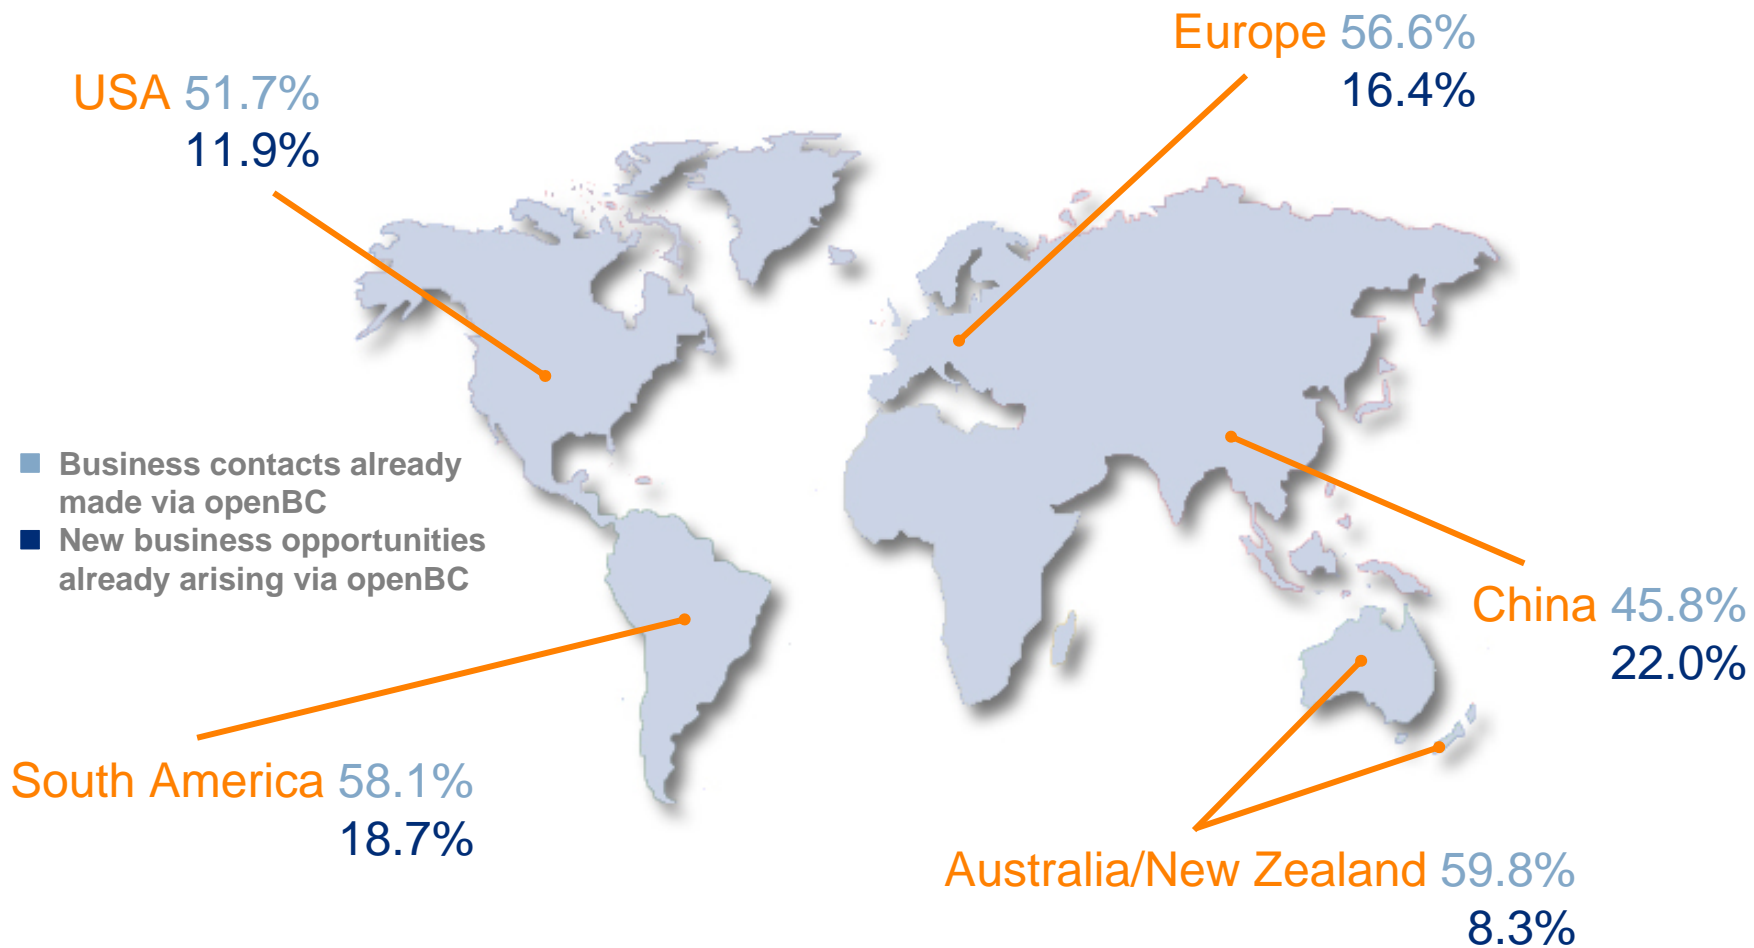 Europe 56.6%
16.4%
USA 51.7%
11.9%
Business contacts already
made via openBC
New business opportunities
already arising via openBC
China 45.8%
22.0%
South America 58.1%
18.7%
Australia/New Zealand 59.8%
8.3%